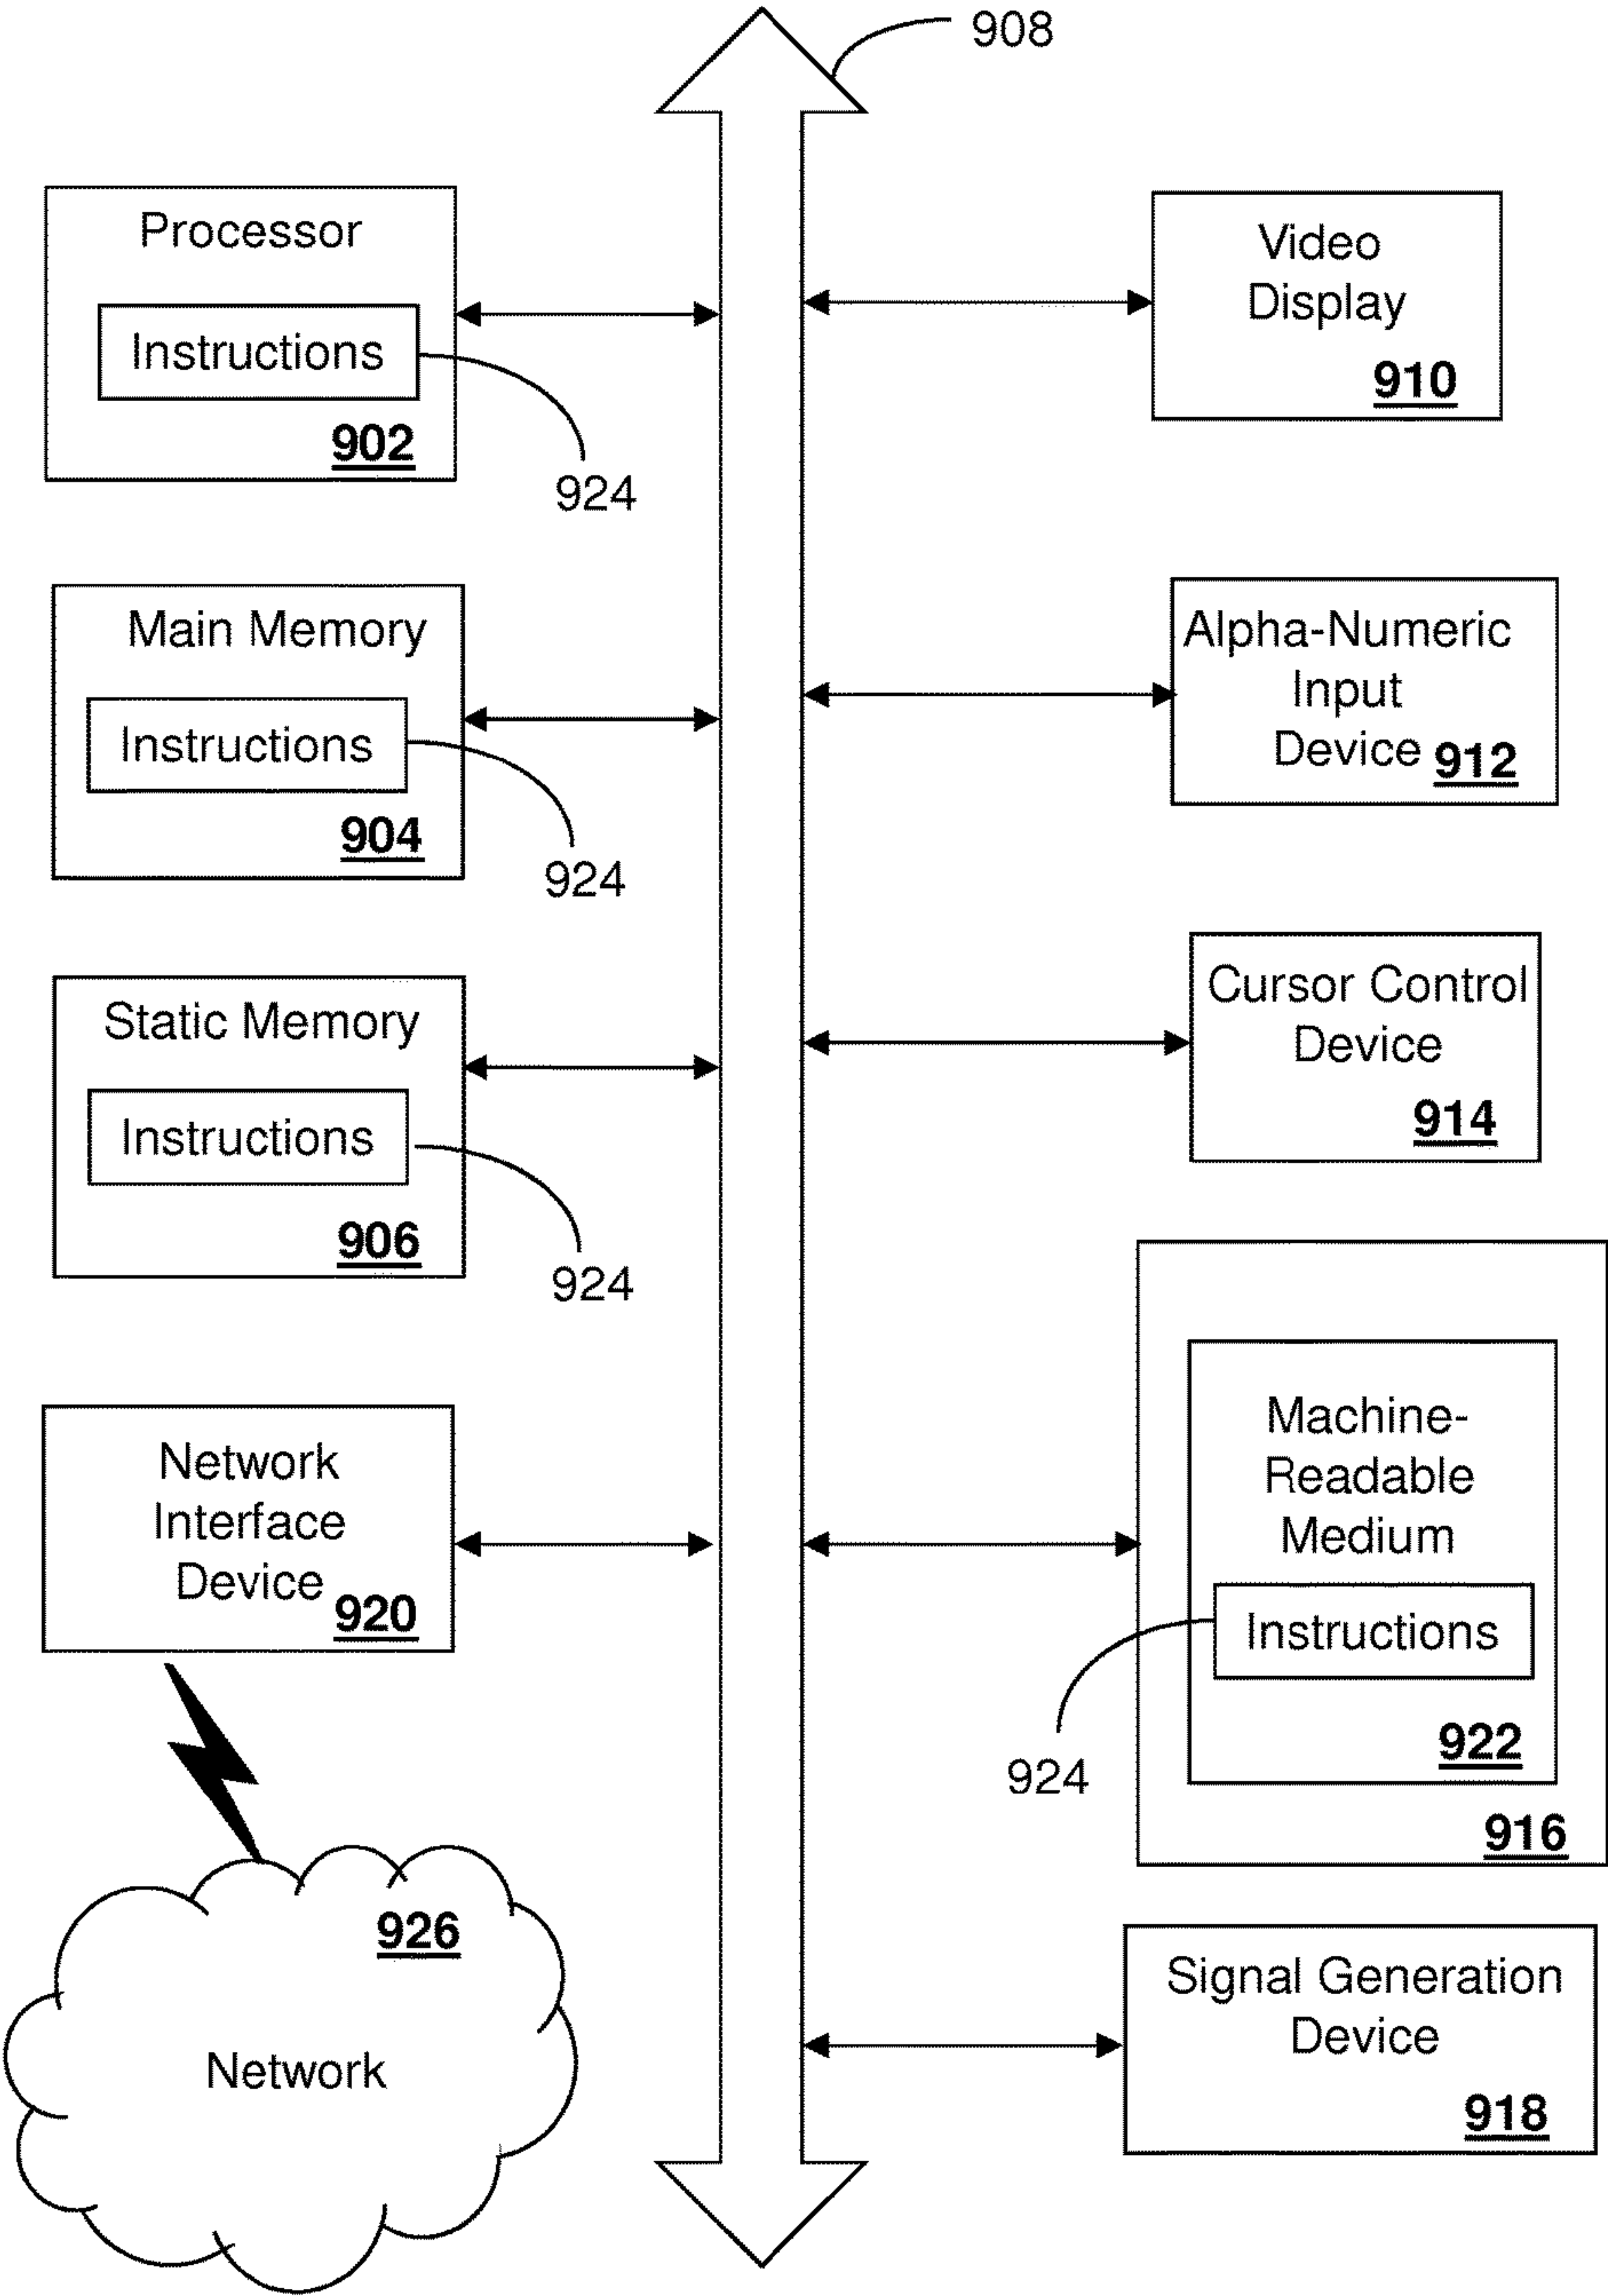 908
Processor
Instructions
902
924
Main Memory
Instructions
904
924
Static Memory
Instructions
906
924
Network
Interface
Device
920
926
Network
Video
Display
910
Alpha-Numeric
Input
Device 912
Cursor Control
Device
914
Machine-
Readable
Medium
Instructions
922
924
916
Signal Generation
Device
918